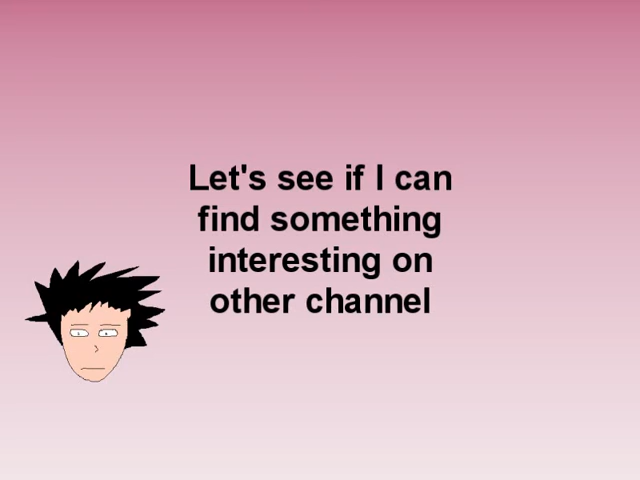 Let's see if I can
find something
interesting on
other channel